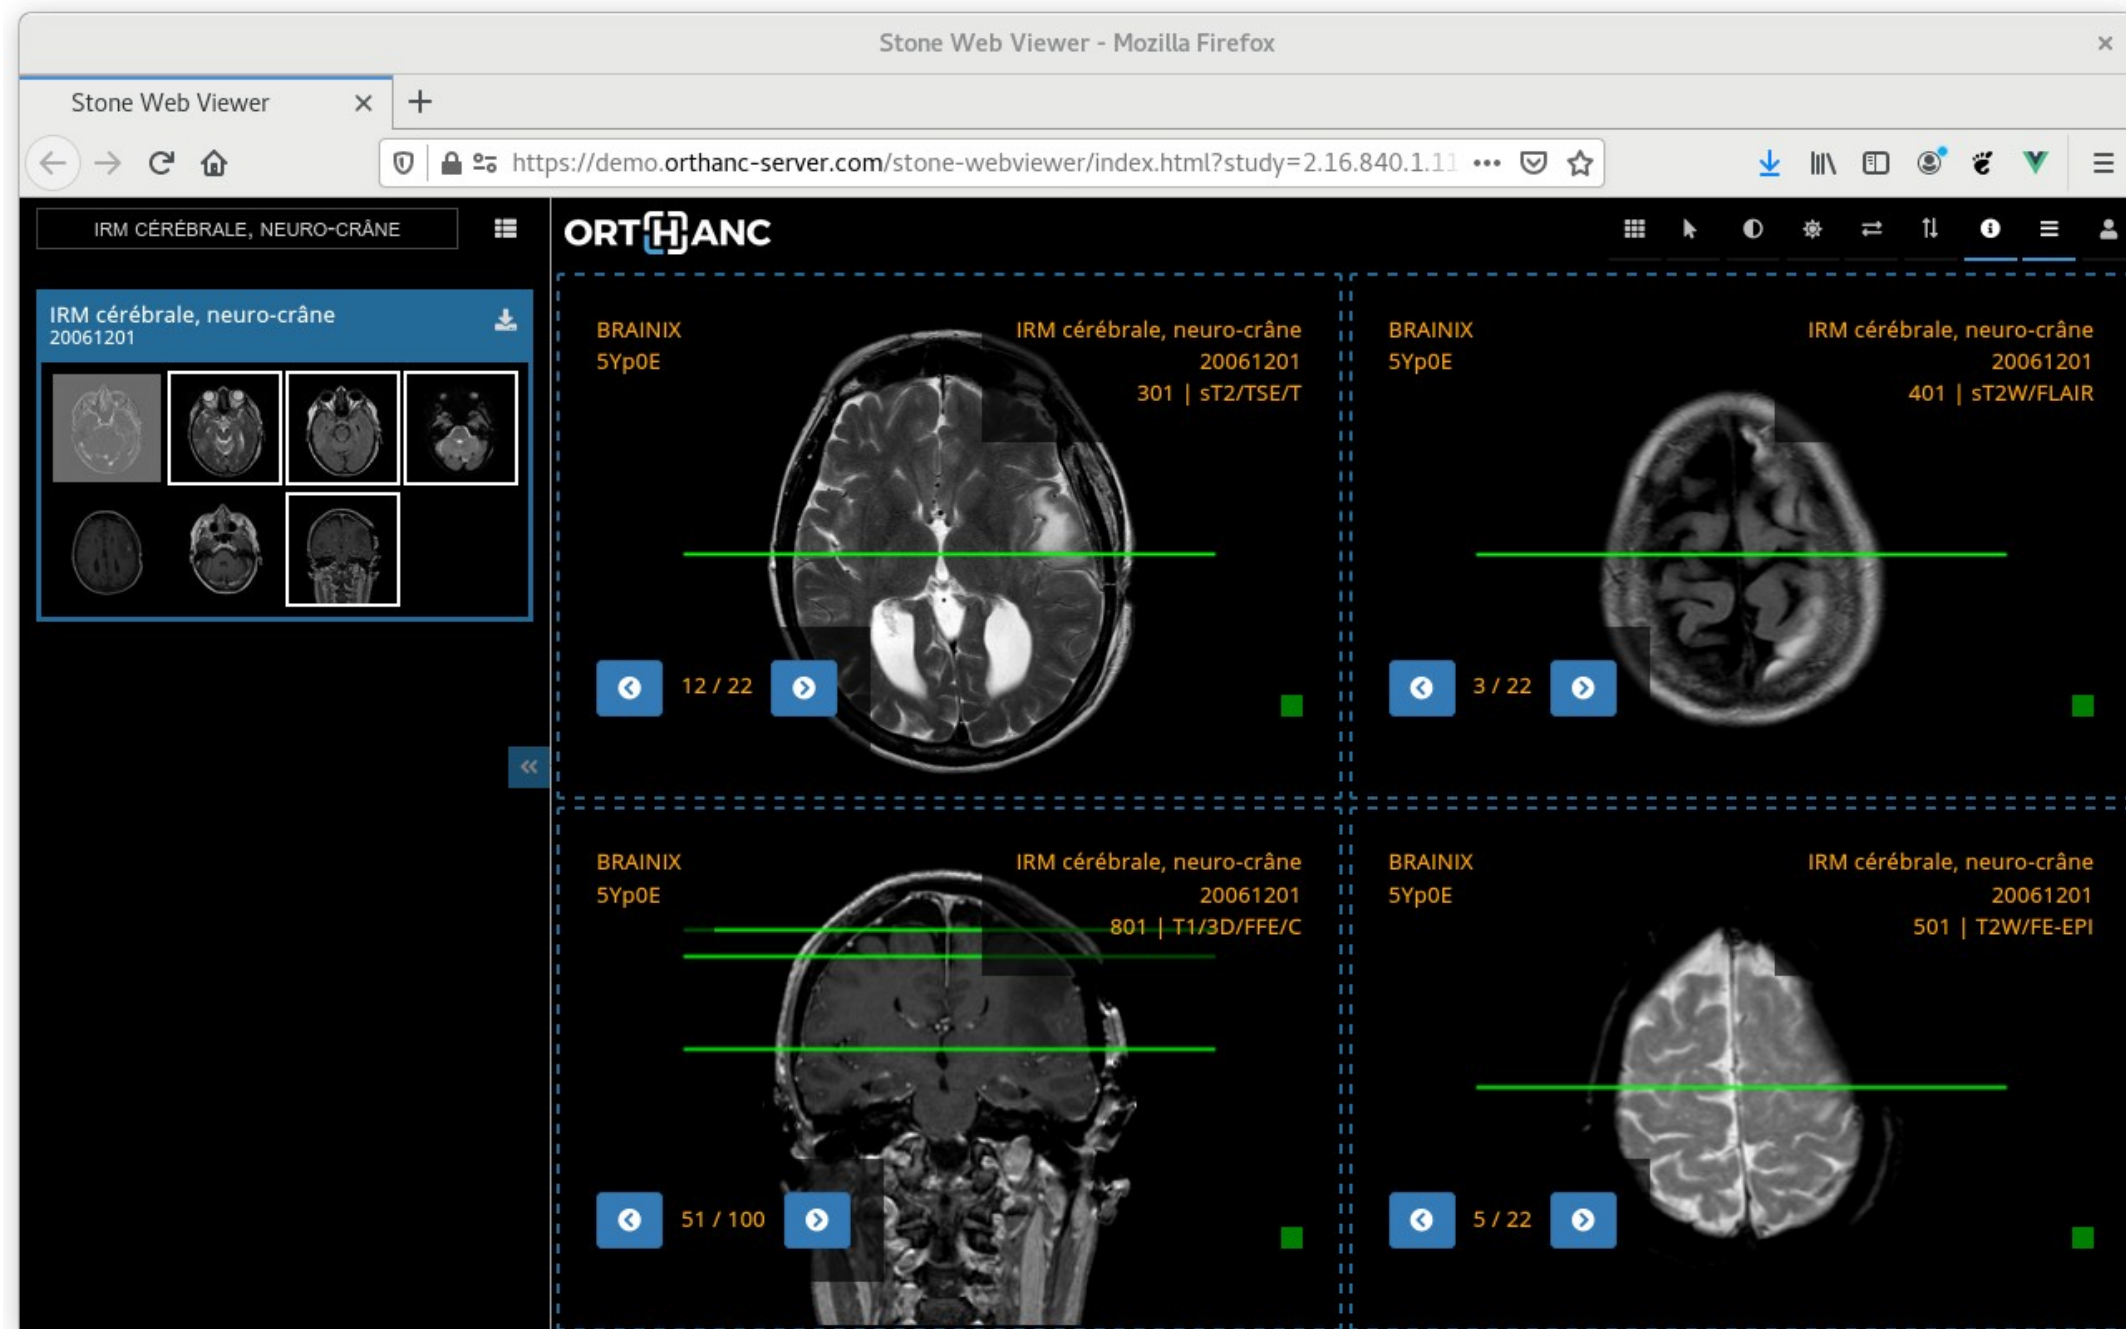 Stone Web Viewer - Mozilla Firefox
Stone Web Viewer
https://demo.orthanc-server.com/stone-webviewer/index.html?study=2.16.840.1.11
IRM CÉRÉBRALE, NEURO-CRÂNE
ORTHANC
IRM cérébrale, neuro-crâne
20061201
BRAINIX
5Yp0E
IRM cérébrale, neuro-crâne
20061201
301 | sT2/TSE/T
12 / 22
BRAINIX
5Yp0E
IRM cérébrale, neuro-crâne
20061201
401 | sT2W/FLAIR
3 / 22
BRAINIX
5Yp0E
IRM cérébrale, neuro-crâne
20061201
801 | T1/3D/FFE/C
51 / 100
BRAINIX
5Yp0E
IRM cérébrale, neuro-crâne
20061201
501 | T2W/FE-EPI
5 / 22